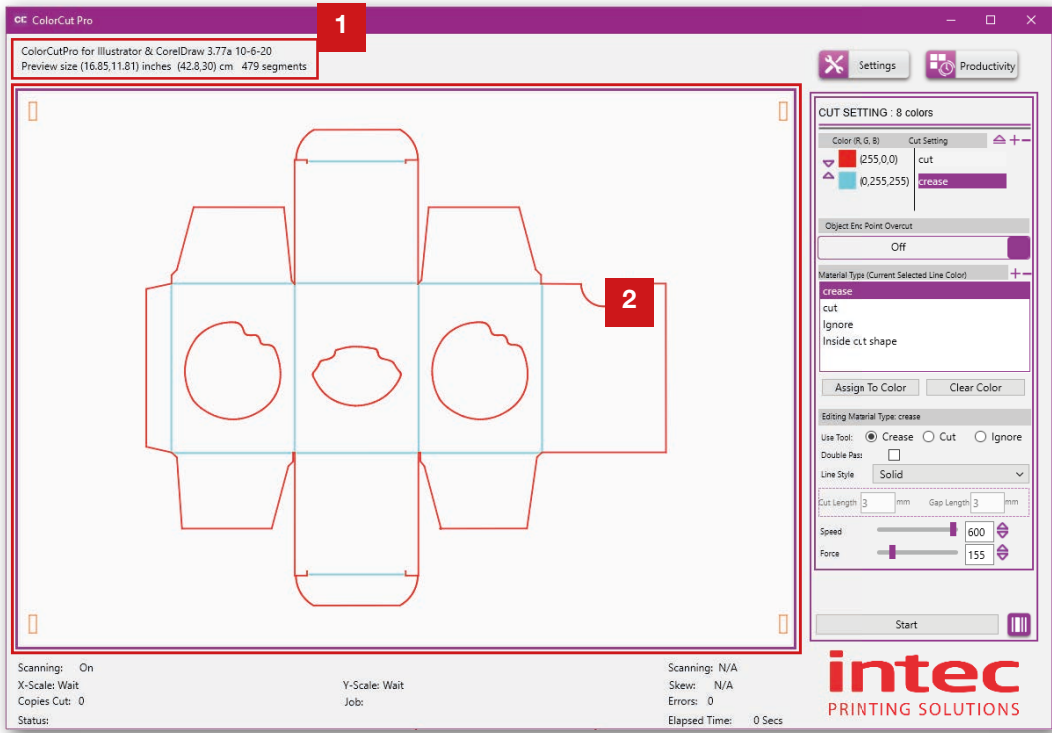 CC ColorCut Pro
1
ColorCutPro for Illustrator & CorelDraw 3.77a 10-6-20
Preview size (16.85,11.81) inches (42.8,30) cm 479 segments
Settings
Productivity
2
CUT SETTING : 8 colors
Color (R, G, B) Cut Setting
(255,0,0) cut
(0,255,255) crease
Object End Point Overcut
Off
Material Type (Current Selected Line Color)
crease
cut
Ignore
Inside cut shape
Assign To Color Clear Color
Editing Material Type: crease
Use Tool: Crease Cut Ignore
Double Pass
Line Style Solid
Cut Length 3 mm Gap Length 3 mm
Speed 600
Force 155
Start
Scanning: On
X-Scale: Wait
Copies Cut: 0
Status:
Y-Scale: Wait
Job:
Scanning: N/A
Skew: N/A
Errors: 0
Elapsed Time: 0 Secs
intec
PRINTING SOLUTIONS